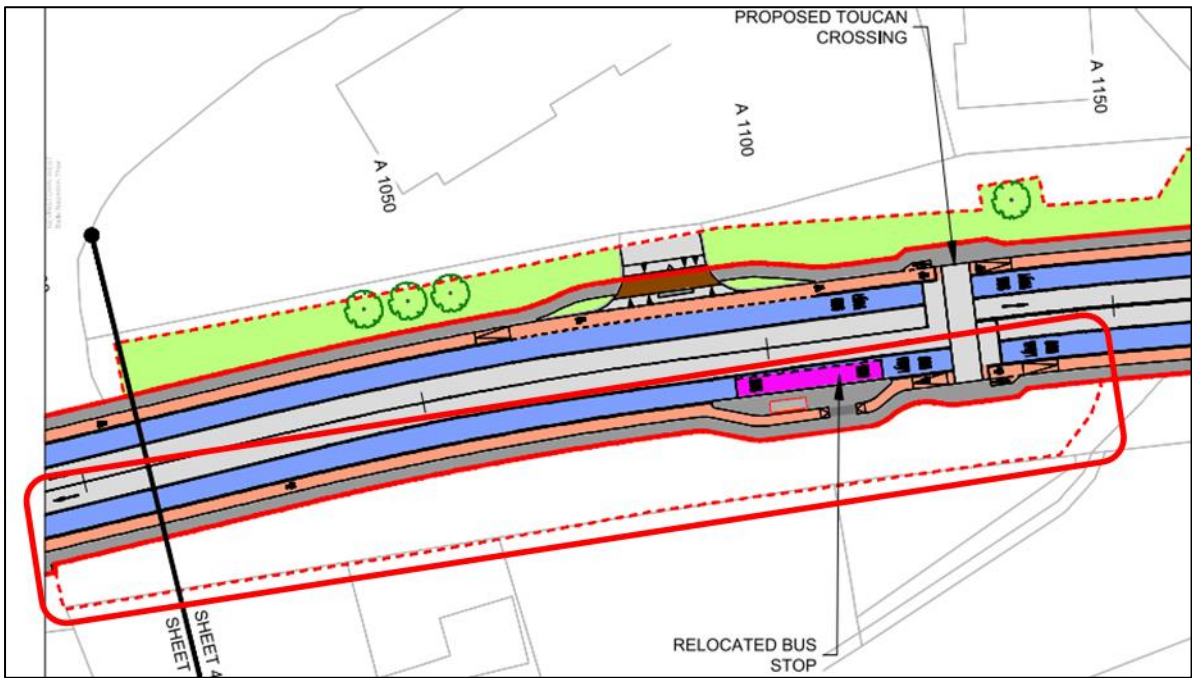 PROPOSED TOUCAN
CROSSING
A 1150
A 1100
A 1050
SHEET 4
SHEET
RELOCATED BUS
STOP